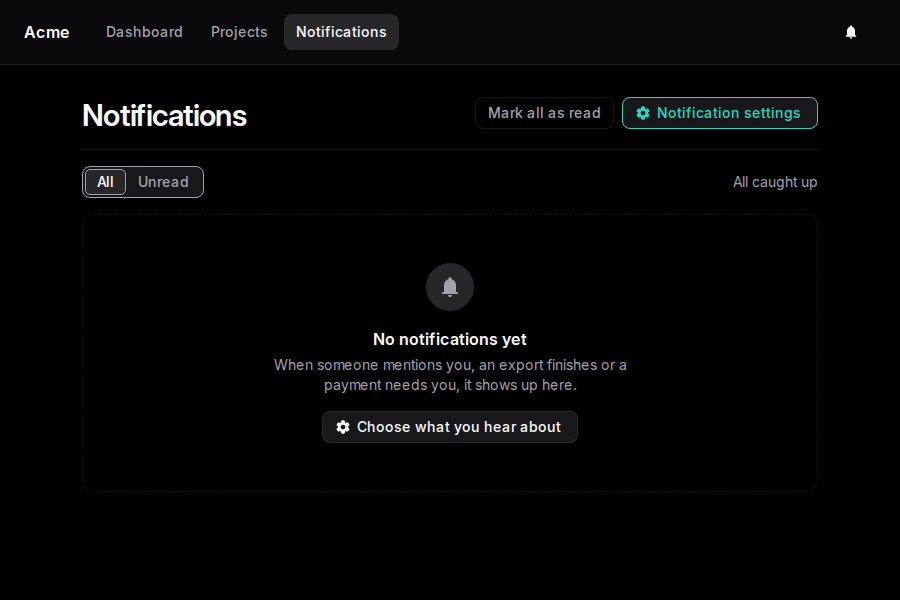 Acme Dashboard Projects Notifications
Notifications
Mark all as read Notification settings
All Unread All caught up
No notifications yet
When someone mentions you, an export finishes or a
payment needs you, it shows up here.
Choose what you hear about